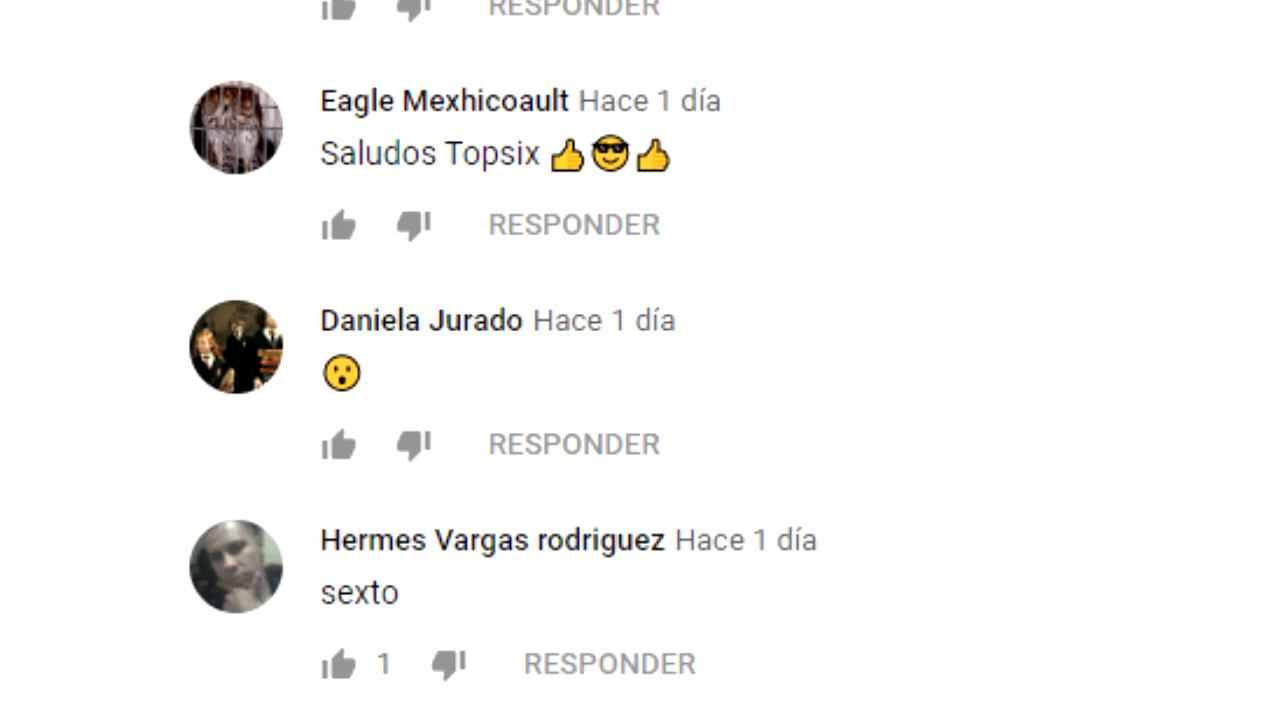 RESPONDER
Eagle Mexhicoault Hace 1 día
Saludos Topsix 👍😎👍
RESPONDER
Daniela Jurado Hace 1 día
😮
RESPONDER
Hermes Vargas rodriguez Hace 1 día
sexto
1 RESPONDER